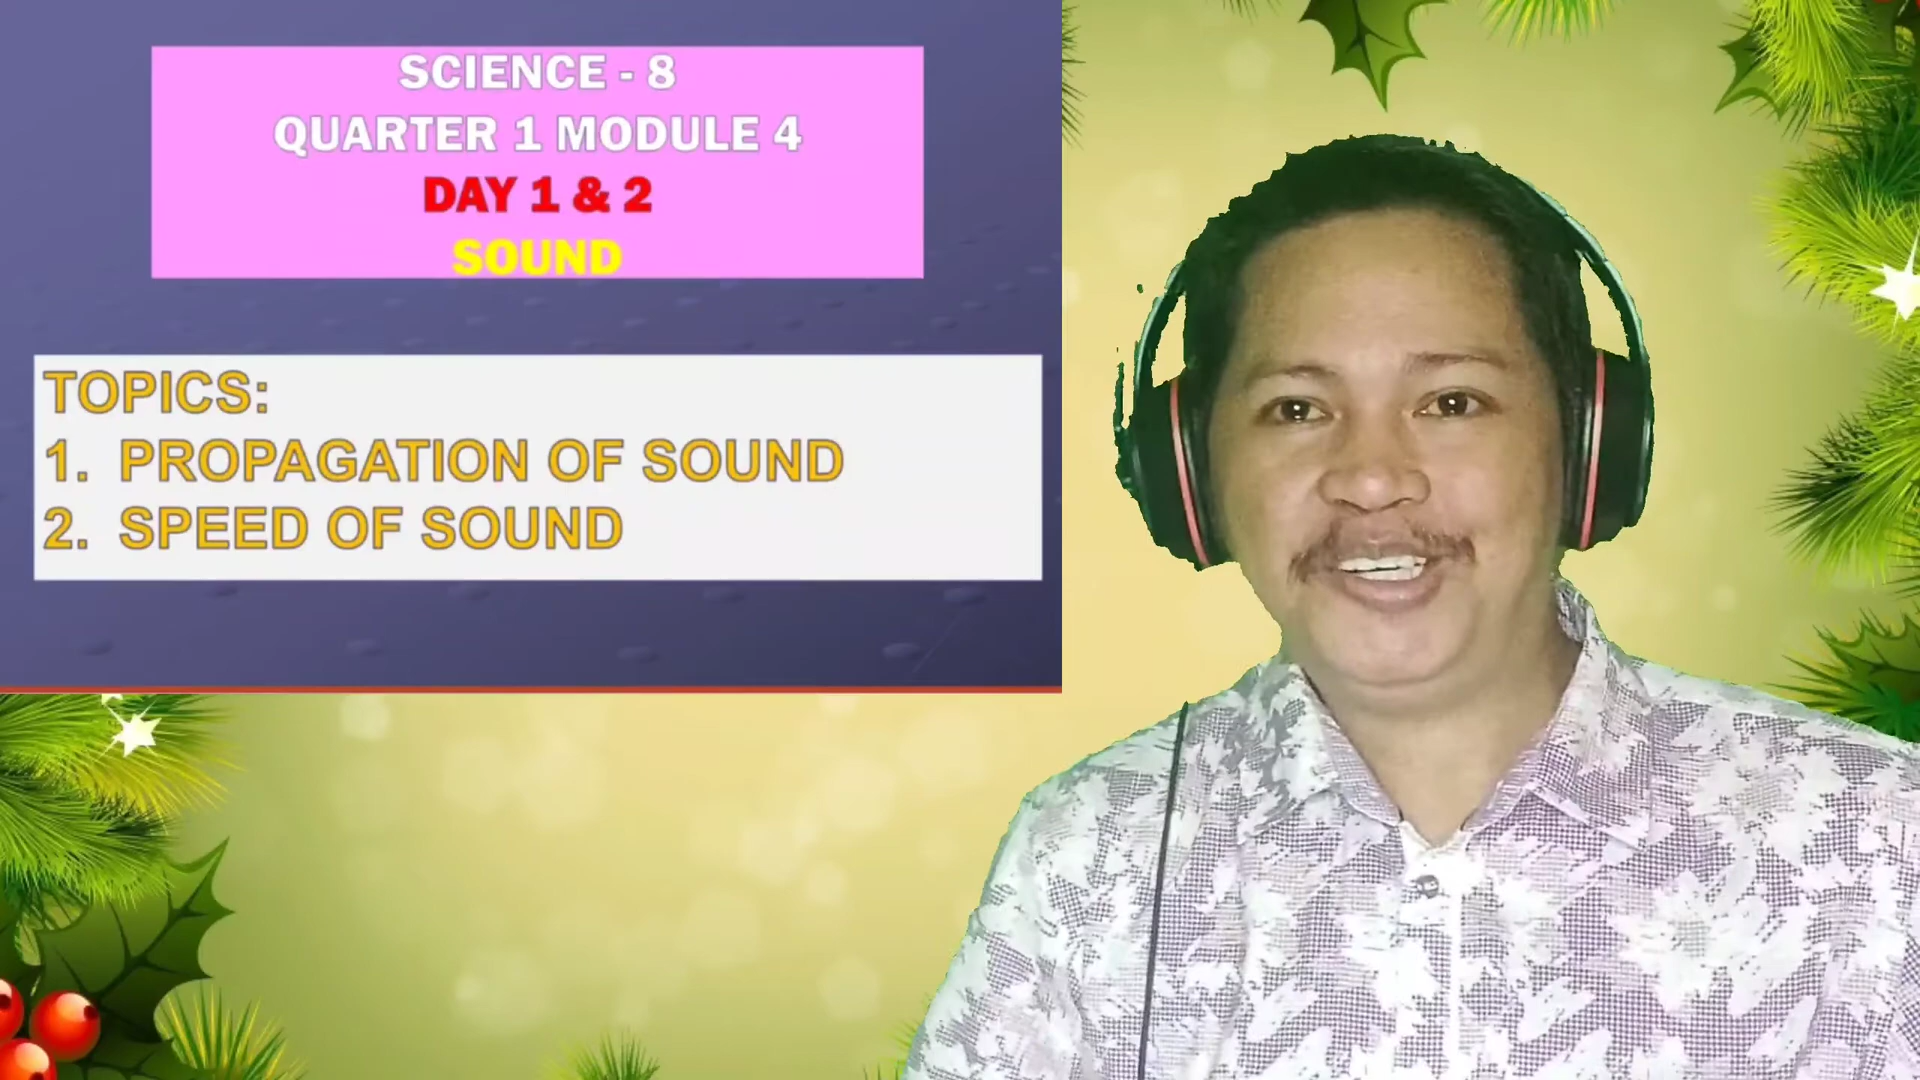 SCIENCE - 8
QUARTER 1 MODULE 4
DAY 1 & 2
SOUND
TOPICS:
1. PROPAGATION OF SOUND
2. SPEED OF SOUND